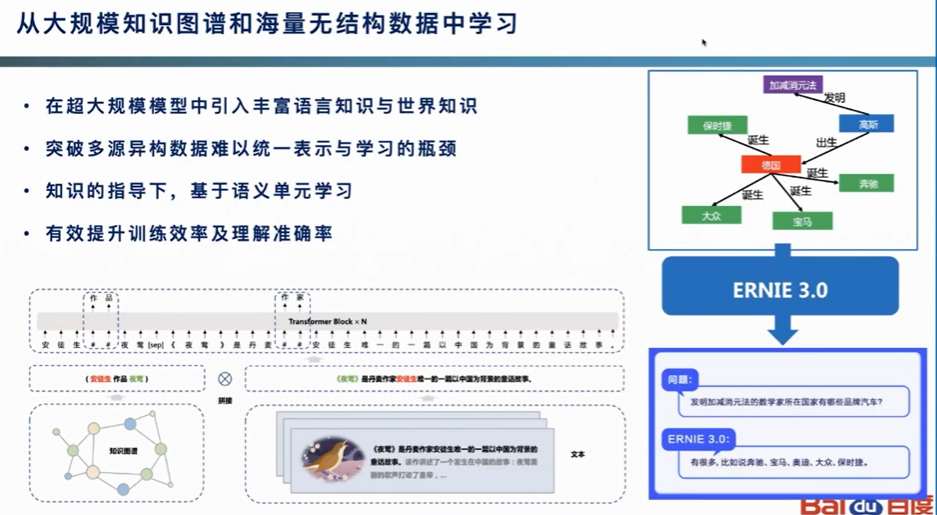 从大规模知识图谱和海量无结构数据中学习
• 在超大规模模型中引入丰富语言知识与世界知识
• 突破多源异构数据难以统一表示与学习的瓶颈
• 知识的指导下，基于语义单元学习
• 有效提升训练效率及理解准确率
加减消元法
发明
保时捷
高斯
诞生
出生
德国
诞生
奔驰
诞生
诞生
大众
宝马
ERNIE 3.0
问题：
发明加减消元法的数学家所在国家有哪些品牌汽车？
ERNIE 3.0:
有很多，比如说奔驰、宝马、奥迪、大众、保时捷。
作 品
作 家
Transformer Block × N
安 徒 生 # # 夜 莺 [sep] 《 夜 莺 》 是 丹 麦 # # 安 徒 生 唯 一 的 一 篇 以 中 国 为 背 景 的 童 话 故 事 。
( 安徒生 作品 夜莺 )
拼接
《夜莺》是丹麦作家安徒生唯一的一篇以中国为背景的童话故事。
知识图谱
《夜莺》是丹麦作家安徒生唯一的一篇以中国为背景的
童话故事。该作讲述了一个发生在中国的故事：夜莺美
丽的歌声打动了皇帝，...
文本
Baidu百度